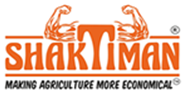 SHAKTIMAN®
MAKING AGRICULTURE MORE ECONOMICAL™